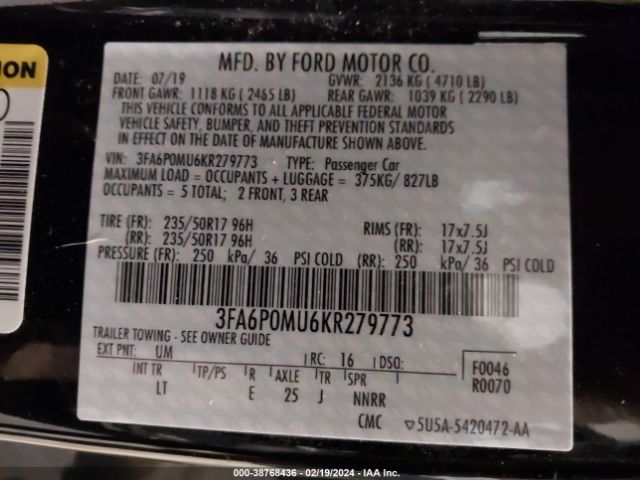 MFD. BY FORD MOTOR CO.
DATE: 07/19 GVWR: 2136 KG ( 4710 LB)
FRONT GAWR: 1118 KG ( 2465 LB) REAR GAWR: 1039 KG ( 2290 LB)
THIS VEHICLE CONFORMS TO ALL APPLICABLE FEDERAL MOTOR
VEHICLE SAFETY, BUMPER, AND THEFT PREVENTION STANDARDS
IN EFFECT ON THE DATE OF MANUFACTURE SHOWN ABOVE.
VIN: 3FA6P0MU6KR279773 TYPE: Passenger Car
MAXIMUM LOAD = OCCUPANTS + LUGGAGE = 375KG/ 827LB
OCCUPANTS = 5 TOTAL; 2 FRONT, 3 REAR
TIRE (FR): 235/50R17 96H RIMS (FR): 17x7.5J
(RR): 235/50R17 96H (RR): 17x7.5J
PRESSURE (FR): 250 kPa/ 36 PSI COLD (RR): 250 kPa/ 36 PSI COLD
3FA6P0MU6KR279773
TRAILER TOWING - SEE OWNER GUIDE
EXT PNT: UM RC: 16 DSO: F0046
INT TR TP/PS R AXLE TR SPR R0070
LT E 25 J NNRR
CMC ▽5U5A-5420472-AA
ION
000-38768436 - 02/19/2024 - IAA Inc.